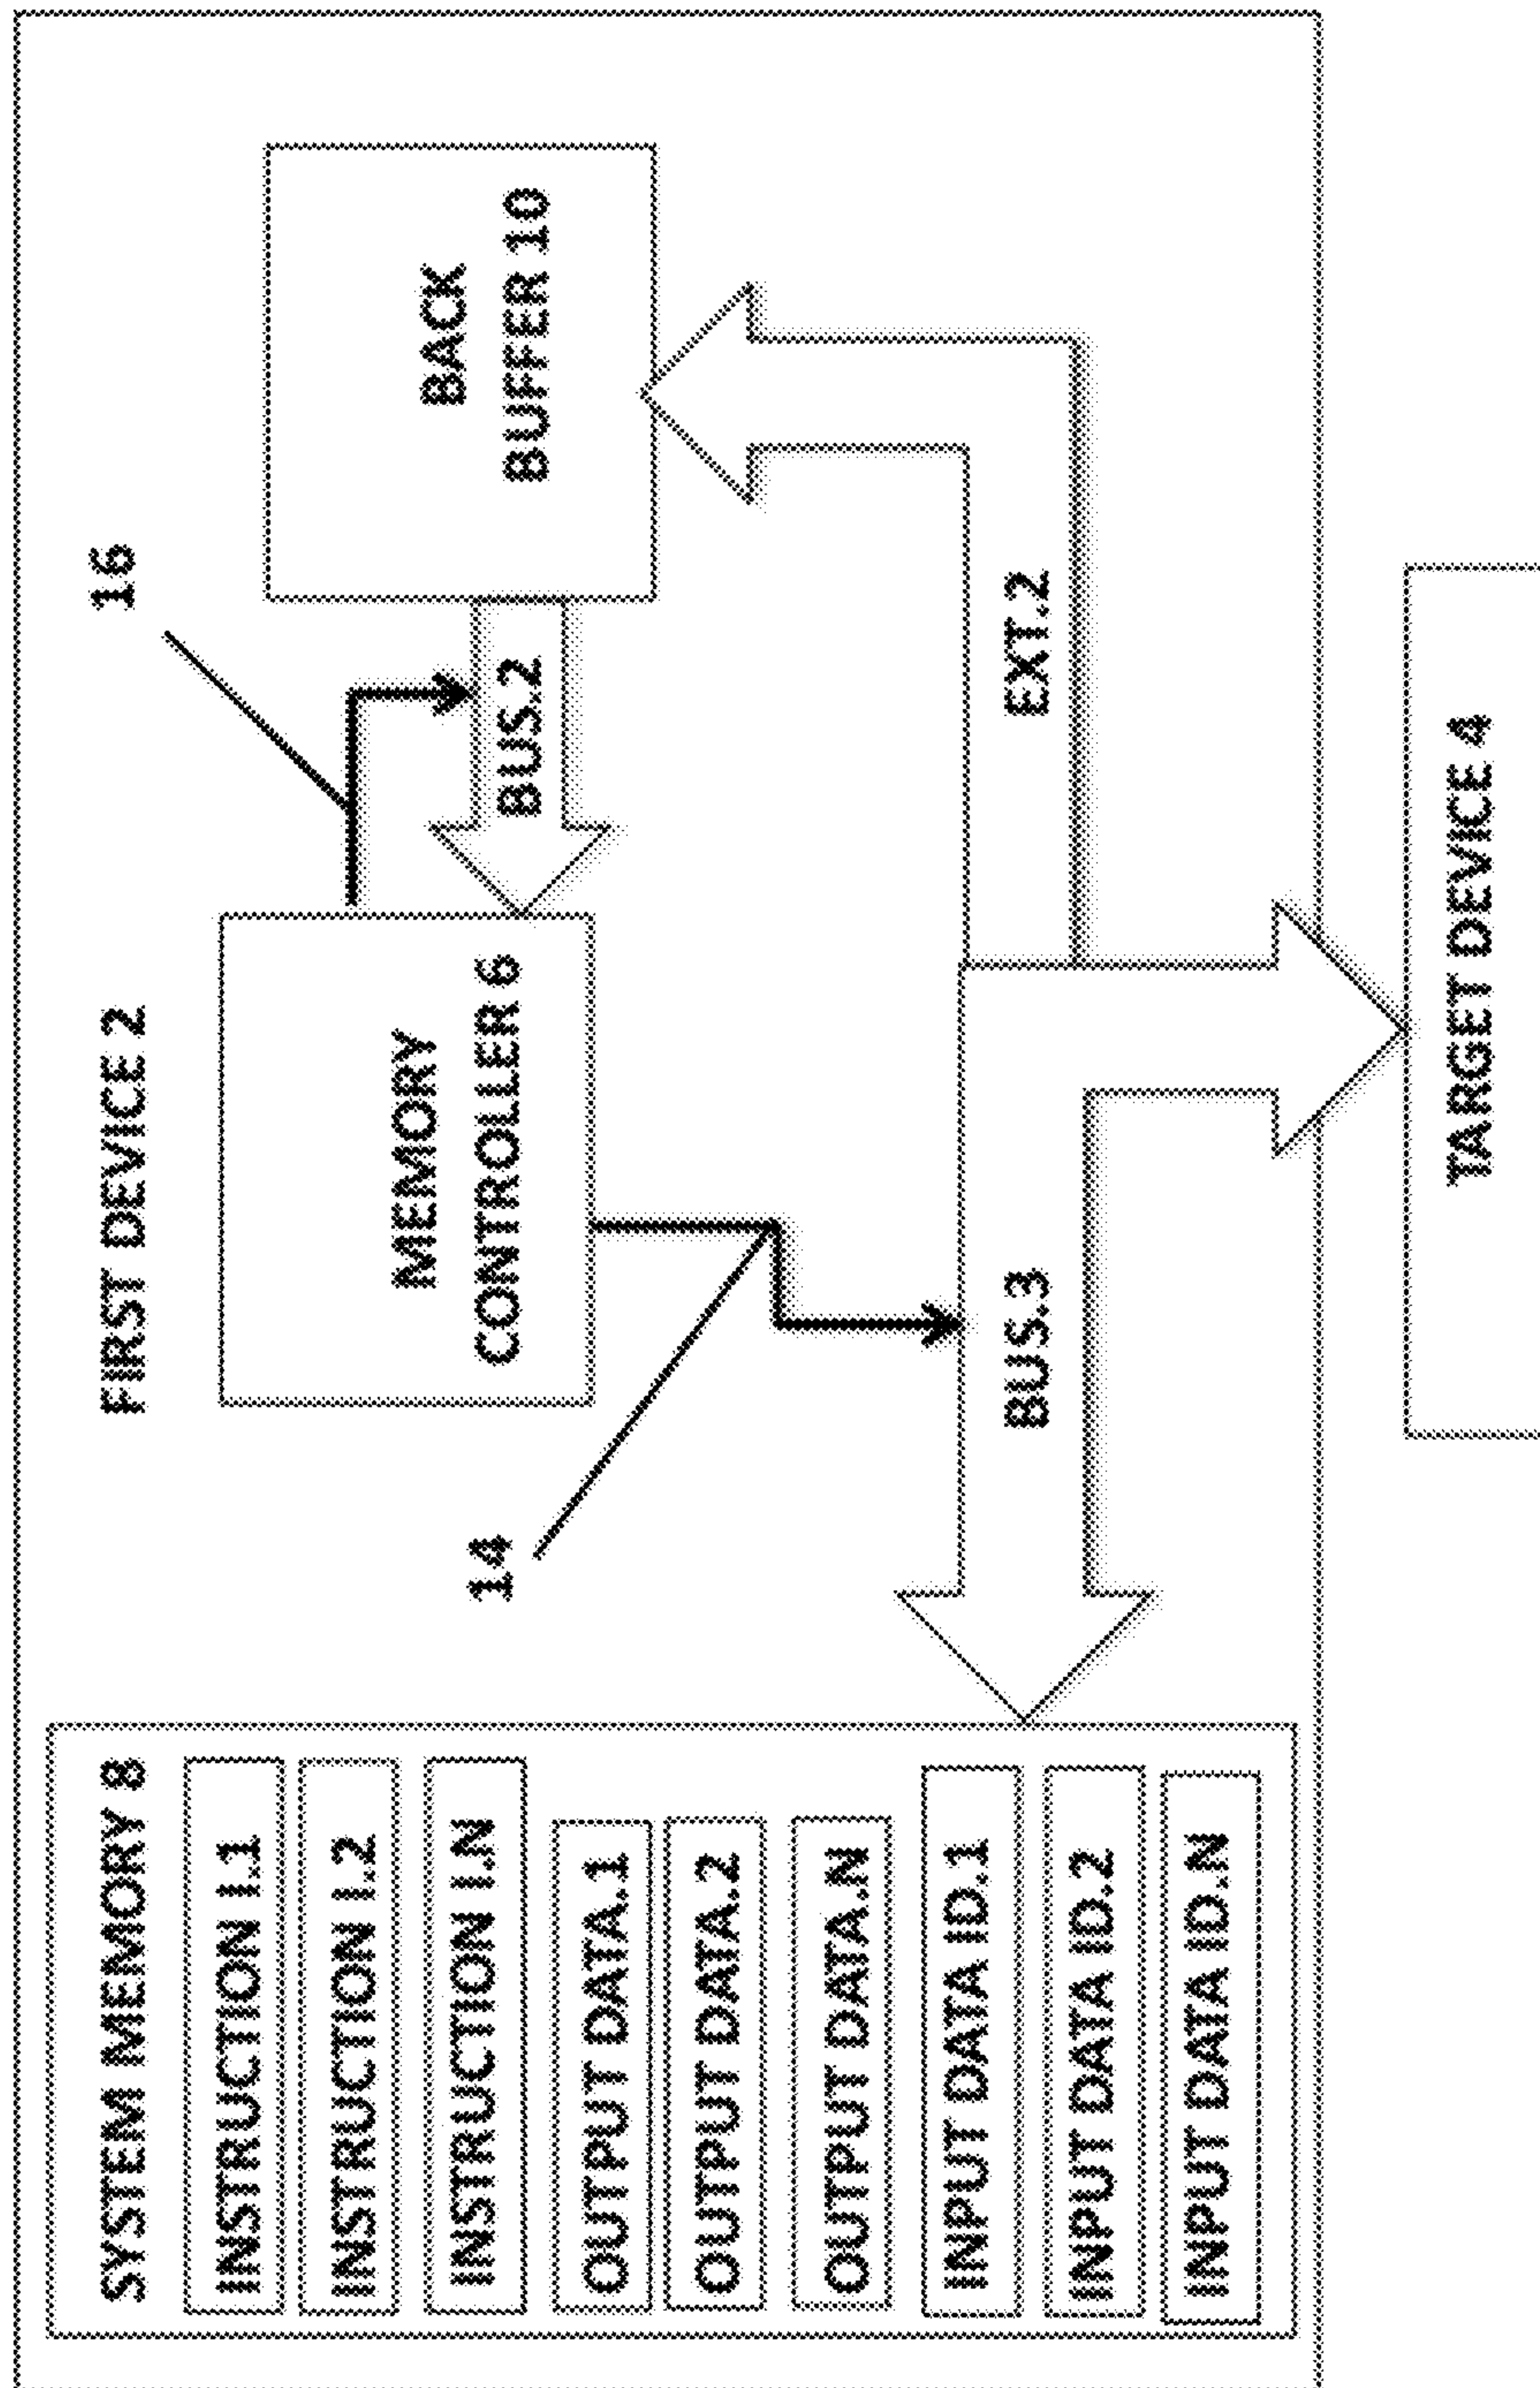 FIRST DEVICE 2
SYSTEM MEMORY 8
INSTRUCTION I.1
INSTRUCTION I.2
INSTRUCTION I.N
OUTPUT DATA.1
OUTPUT DATA.2
OUTPUT DATA.N
INPUT DATA ID.1
INPUT DATA ID.2
INPUT DATA ID.N
14
MEMORY
CONTROLLER 6
16
BUS.2
BACK
BUFFER 10
BUS.3
EXT.2
TARGET DEVICE 4